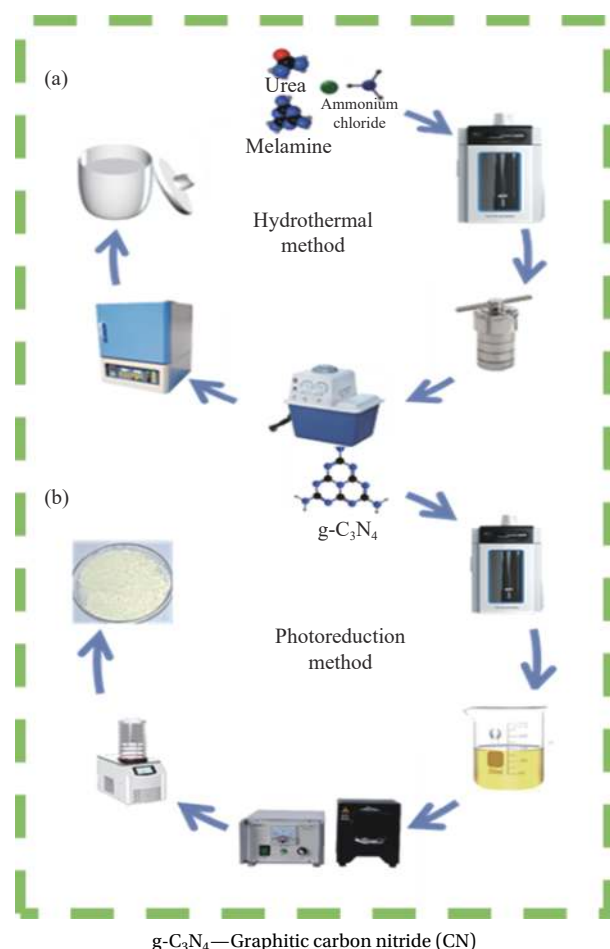 (a)
Urea
Ammonium
chloride
Melamine
Hydrothermal
method
(b)
g-C₃N₄
Photoreduction
method
g-C₃N₄—Graphitic carbon nitride (CN)